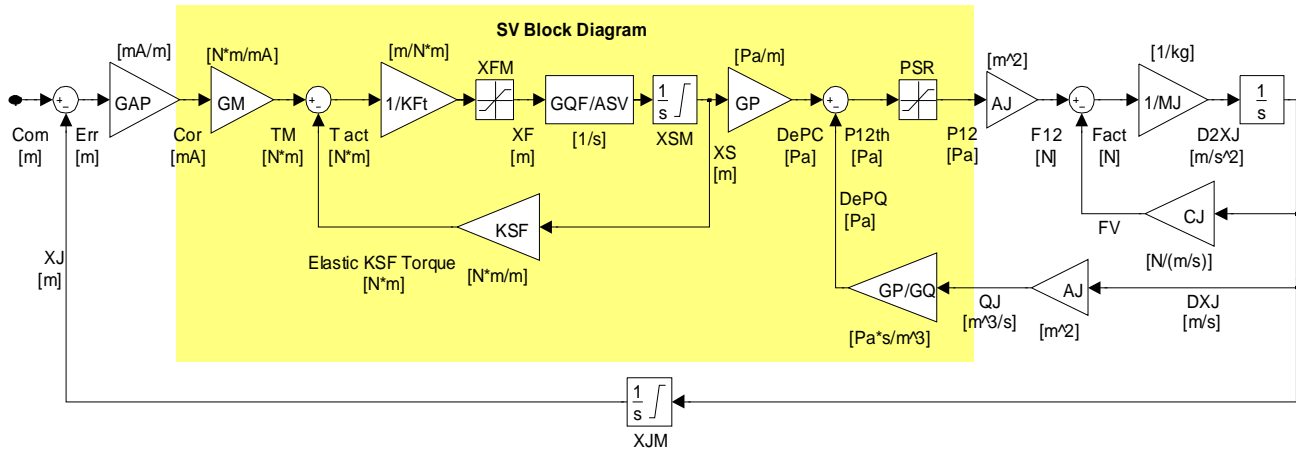 SV Block Diagram
[mA/m]
[N*m/mA]
[m/N*m]
XFM
[Pa/m]
PSR
[m^2]
[1/kg]
+
-
GAP
GM
+
-
1/KFt
GQF/ASV
1
s
GP
+
-
AJ
+
-
1/MJ
1
s
Com
[m]
Err
[m]
Cor
[mA]
TM
[N*m]
T act
[N*m]
XF
[m]
[1/s]
XSM
XS
[m]
DePC
[Pa]
P12th
[Pa]
P12
[Pa]
F12
[N]
Fact
[N]
D2XJ
[m/s^2]
DePQ
[Pa]
KSF
FV
CJ
XJ
[m]
Elastic KSF Torque
[N*m]
[N*m/m]
[N/(m/s)]
GP/GQ
QJ
[m^3/s]
AJ
DXJ
[m/s]
[Pa*s/m^3]
[m^2]
1
s
XJM